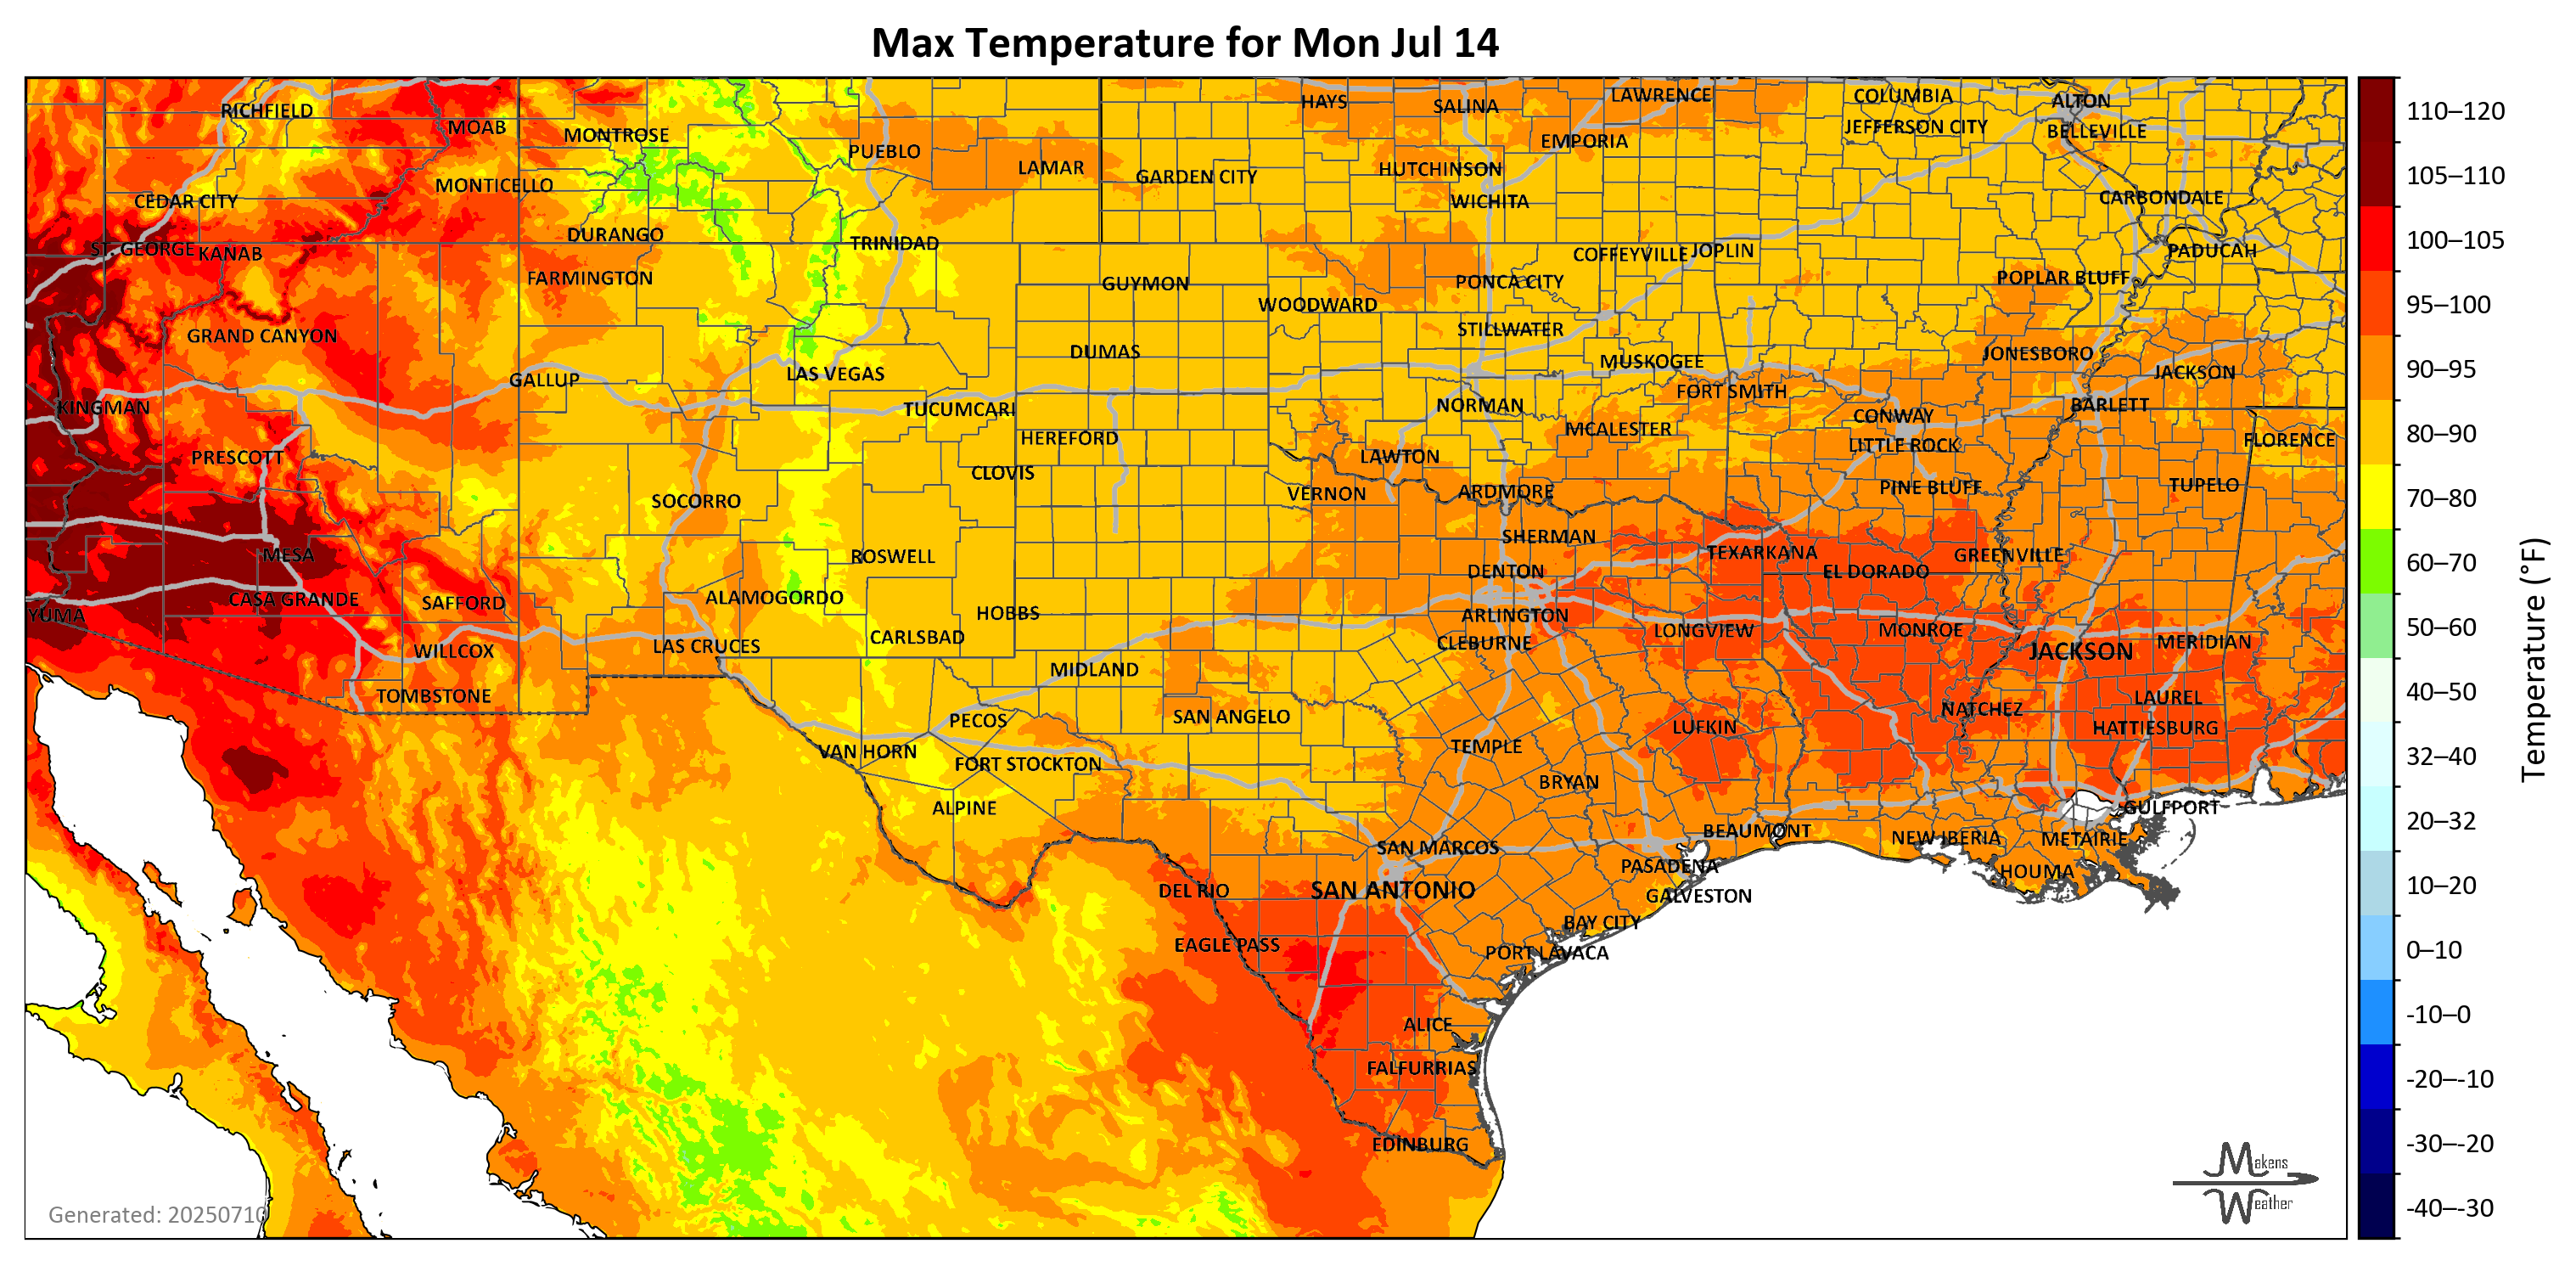 Max Temperature for Mon Jul 14
RICHFIELD
MOAB
MONTROSE
PUEBLO
LAMAR
HAYS
SALINA
LAWRENCE
COLUMBIA
ALTON
JEFFERSON CITY
BELLEVILLE
EMPORIA
HUTCHINSON
GARDEN CITY
MONTICELLO
CEDAR CITY
WICHITA
CARBONDALE
DURANGO
TRINIDAD
ST. GEORGE
KANAB
COFFEYVILLE
JOPLIN
PADUCAH
FARMINGTON
GUYMON
PONCA CITY
POPLAR BLUFF
WOODWARD
GRAND CANYON
STILLWATER
DUMAS
JONESBORO
MUSKOGEE
LAS VEGAS
GALLUP
JACKSON
FORT SMITH
KINGMAN
TUCUMCARI
NORMAN
BARLETT
CONWAY
MCALESTER
HEREFORD
LITTLE ROCK
FLORENCE
PRESCOTT
LAWTON
CLOVIS
PINE BLUFF
TUPELO
VERNON
ARDMORE
SOCORRO
SHERMAN
MESA
ROSWELL
TEXARKANA
GREENVILLE
DENTON
EL DORADO
CASA GRANDE
SAFFORD
ALAMOGORDO
HOBBS
ARLINGTON
YUMA
LONGVIEW
MONROE
CARLSBAD
CLEBURNE
MERIDIAN
LAS CRUCES
WILLCOX
JACKSON
MIDLAND
TOMBSTONE
LAUREL
NATCHEZ
SAN ANGELO
PECOS
LUFKIN
HATTIESBURG
TEMPLE
VAN HORN
FORT STOCKTON
BRYAN
ALPINE
GULFPORT
BEAUMONT
NEW IBERIA
METAIRIE
SAN MARCOS
PASADENA
HOUMA
DEL RIO
SAN ANTONIO
GALVESTON
BAY CITY
EAGLE PASS
PORT LAVACA
ALICE
FALFURRIAS
EDINBURG
Generated: 20250710
Makens
Weather
110–120
105–110
100–105
95–100
90–95
80–90
70–80
60–70
50–60
40–50
32–40
20–32
10–20
0–10
-10–0
-20–-10
-30–-20
-40–-30
Temperature (°F)